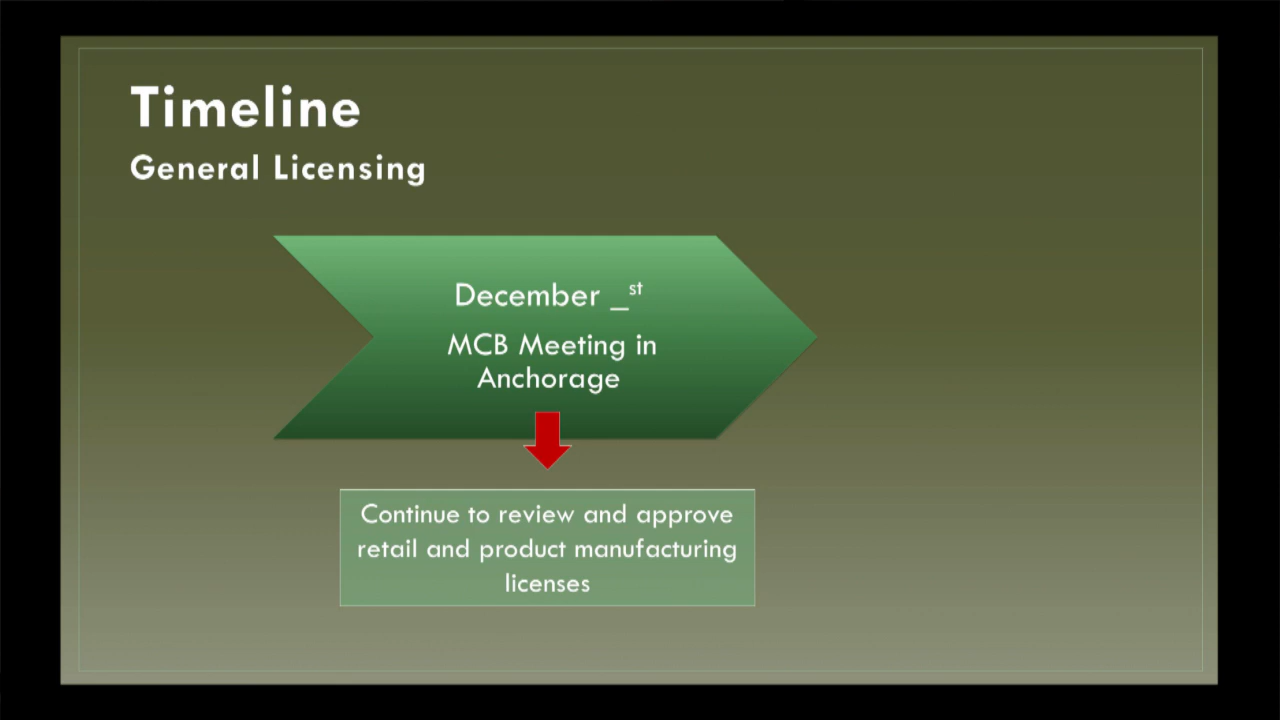 Timeline
General Licensing
December _st
MCB Meeting in
Anchorage
Continue to review and approve
retail and product manufacturing
licenses